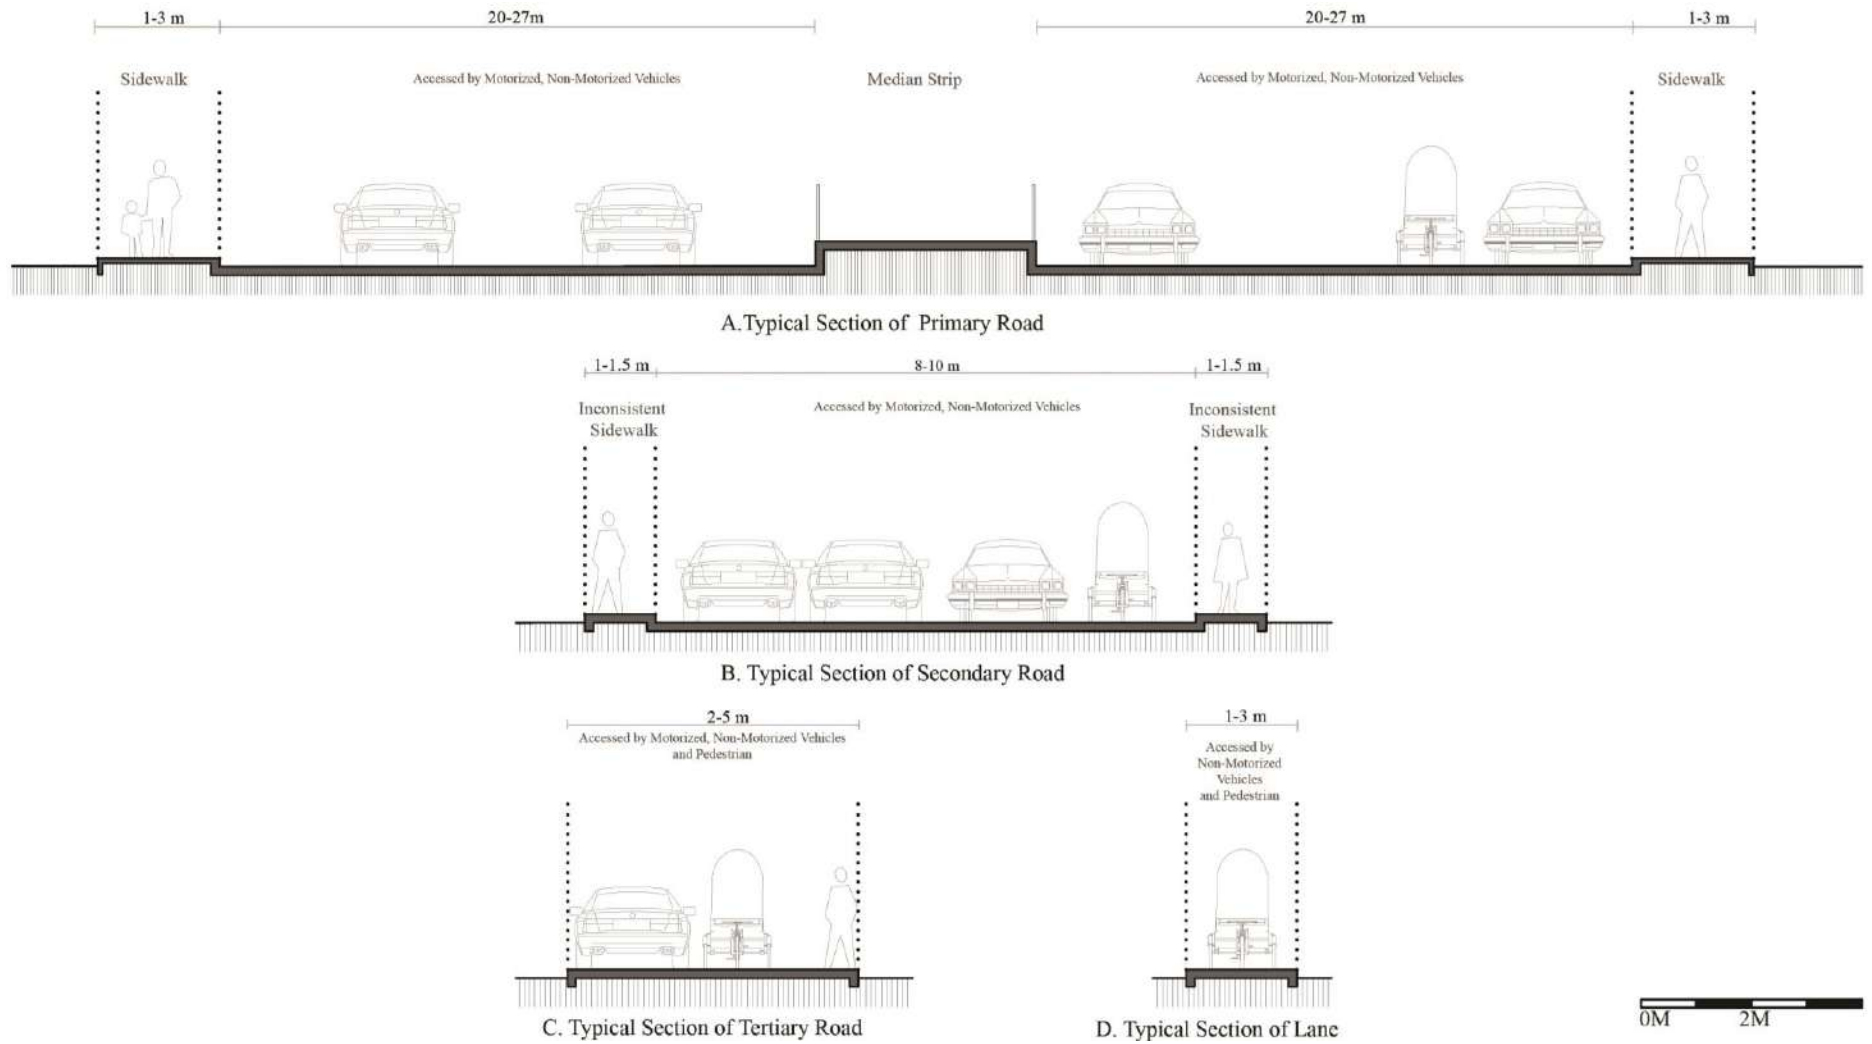 1-3 m 20-27m 20-27 m 1-3 m
Sidewalk Accessed by Motorized, Non-Motorized Vehicles Median Strip Accessed by Motorized, Non-Motorized Vehicles Sidewalk
A.Typical Section of Primary Road
1-1.5 m 8-10 m 1-1.5 m
Inconsistent
Sidewalk
Accessed by Motorized, Non-Motorized Vehicles
Inconsistent
Sidewalk
B. Typical Section of Secondary Road
2-5 m
Accessed by Motorized, Non-Motorized Vehicles
and Pedestrian
C. Typical Section of Tertiary Road
1-3 m
Accessed by
Non-Motorized
Vehicles
and Pedestrian
D. Typical Section of Lane
0M 2M